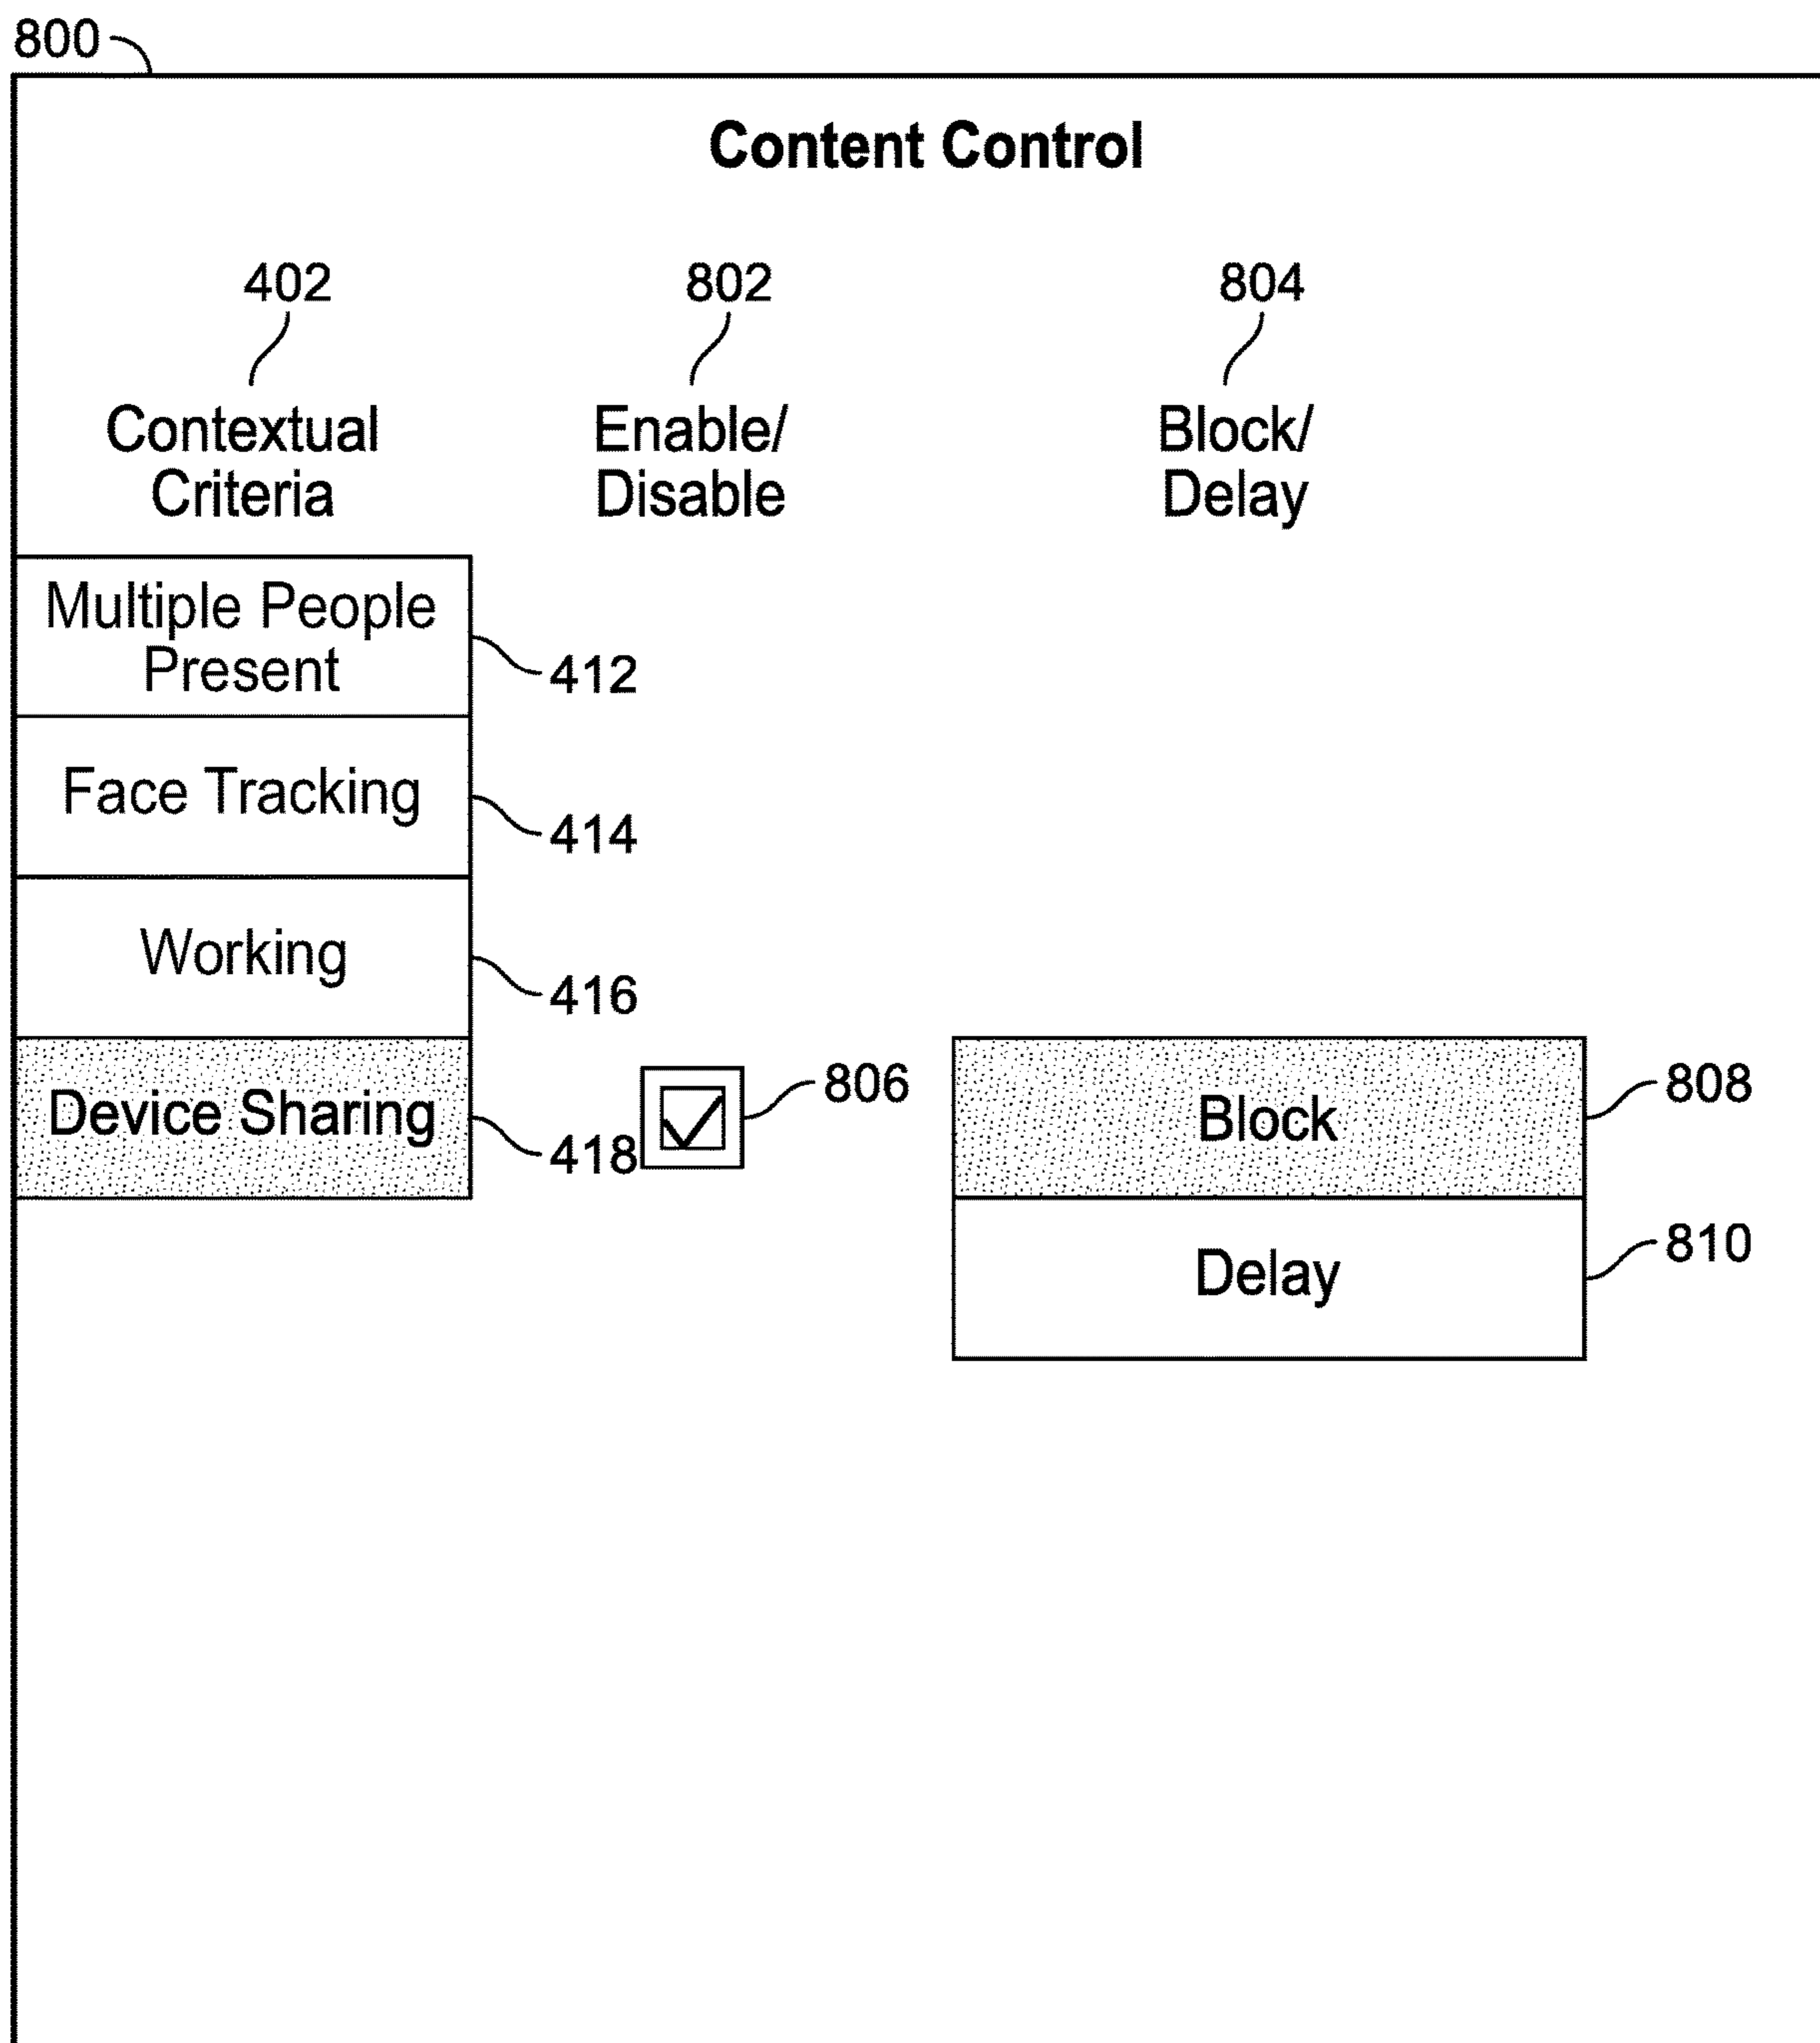 800
Content Control
402
802
804
Contextual
Criteria
Enable/
Disable
Block/
Delay
Multiple People
Present
412
Face Tracking
414
Working
416
Device Sharing
418
806
Block
808
Delay
810